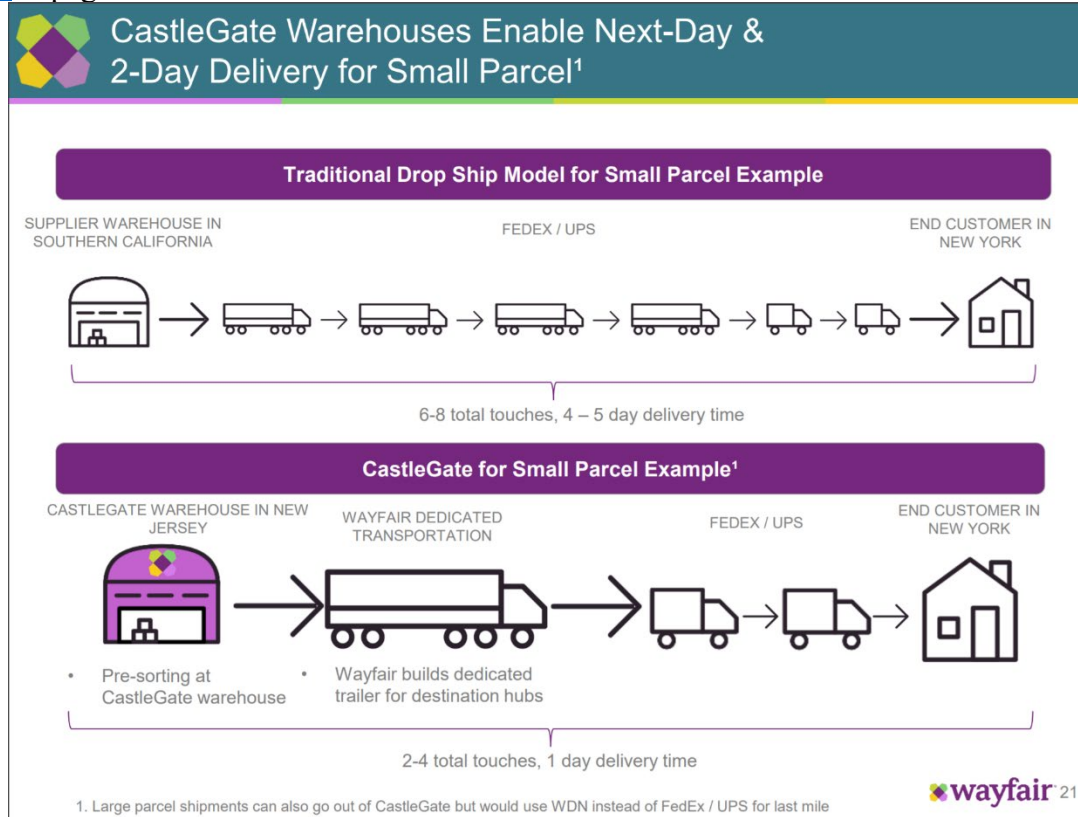 CastleGate Warehouses Enable Next-Day &
2-Day Delivery for Small Parcel¹
Traditional Drop Ship Model for Small Parcel Example
SUPPLIER WAREHOUSE IN
SOUTHERN CALIFORNIA
FEDEX / UPS
END CUSTOMER IN
NEW YORK
6-8 total touches, 4 – 5 day delivery time
CastleGate for Small Parcel Example¹
CASTLEGATE WAREHOUSE IN NEW
JERSEY
WAYFAIR DEDICATED
TRANSPORTATION
FEDEX / UPS
END CUSTOMER IN
NEW YORK
• Pre-sorting at
CastleGate warehouse
• Wayfair builds dedicated
trailer for destination hubs
2-4 total touches, 1 day delivery time
1. Large parcel shipments can also go out of CastleGate but would use WDN instead of FedEx / UPS for last mile
wayfair 21